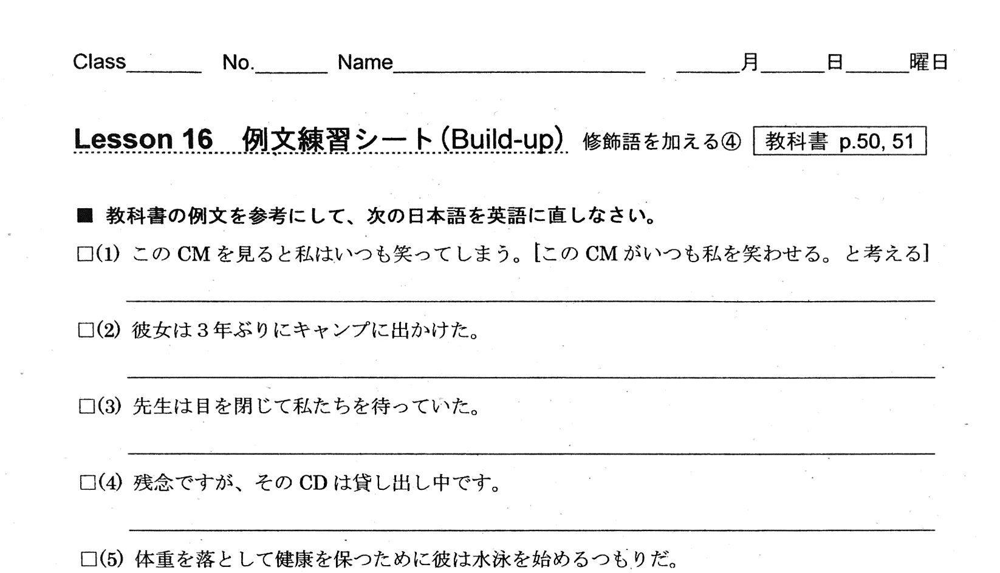 Class______ No.______ Name____________________ _____月_____日_____曜日
Lesson 16 例文練習シート(Build-up) 修飾語を加える④ 教科書 p.50, 51
■ 教科書の例文を参考にして、次の日本語を英語に直しなさい。
□(1) この CM を見ると私はいつも笑ってしまう。[この CM がいつも私を笑わせる。と考える]
□(2) 彼女は３年ぶりにキャンプに出かけた。
□(3) 先生は目を閉じて私たちを待っていた。
□(4) 残念ですが、その CD は貸し出し中です。
□(5) 体重を落として健康を保つために彼は水泳を始めるつもりだ。